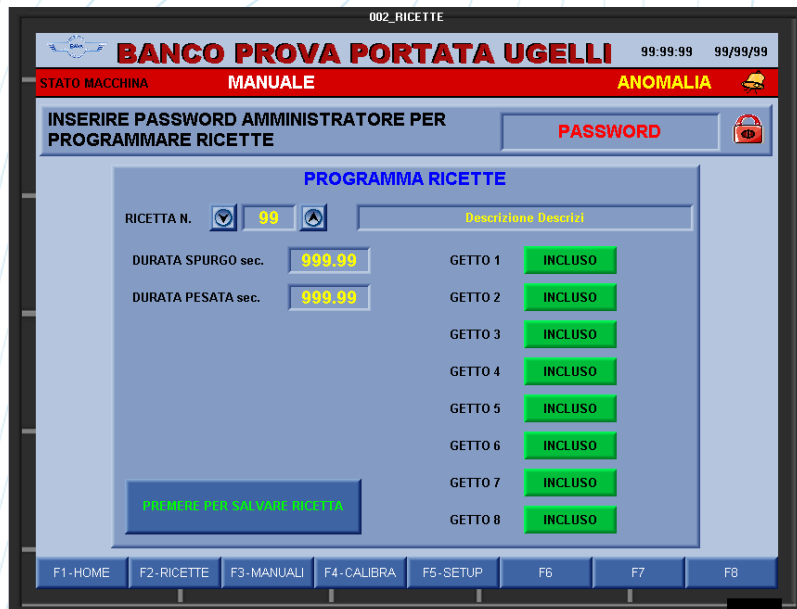 002_RICETTE
BANCO PROVA PORTATA UGELLI 99:99:99 99/99/99
STATO MACCHINA MANUALE ANOMALIA
INSERIRE PASSWORD AMMINISTRATORE PER
PROGRAMMARE RICETTE
PASSWORD
PROGRAMMA RICETTE
RICETTA N. 99 Descrizione Descrizi
DURATA SPURGO sec. 999.99 GETTO 1 INCLUSO
DURATA PESATA sec. 999.99 GETTO 2 INCLUSO
GETTO 3 INCLUSO
GETTO 4 INCLUSO
GETTO 5 INCLUSO
GETTO 6 INCLUSO
GETTO 7 INCLUSO
PREMERE PER SALVARE RICETTA
GETTO 8 INCLUSO
F1-HOME F2-RICETTE F3-MANUALI F4-CALIBRA F5-SETUP F6 F7 F8